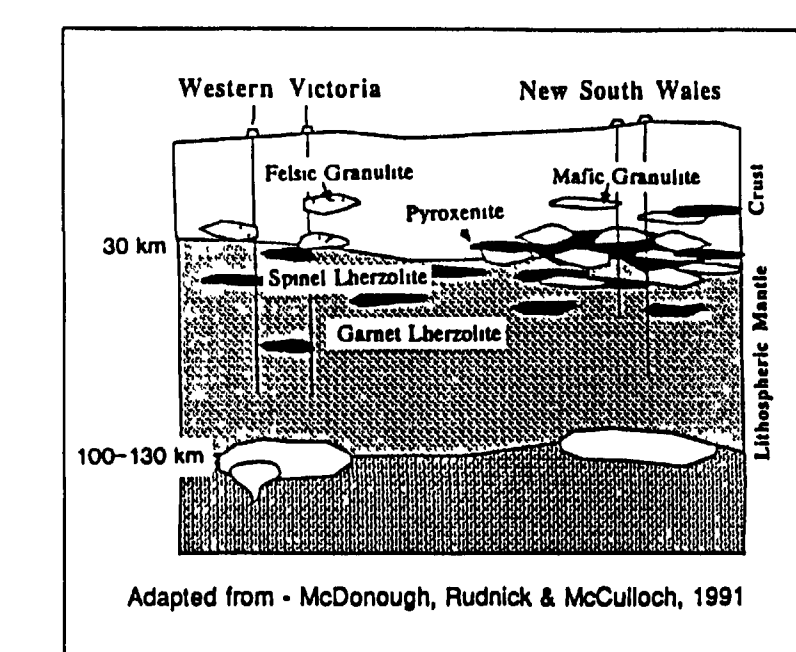 Western Victoria
New South Wales
Felsic Granulite
Mafic Granulite
Pyroxenite
Crust
30 km
Spinel Lherzolite
Garnet Lherzolite
Lithospheric Mantle
100-130 km
Adapted from - McDonough, Rudnick & McCulloch, 1991